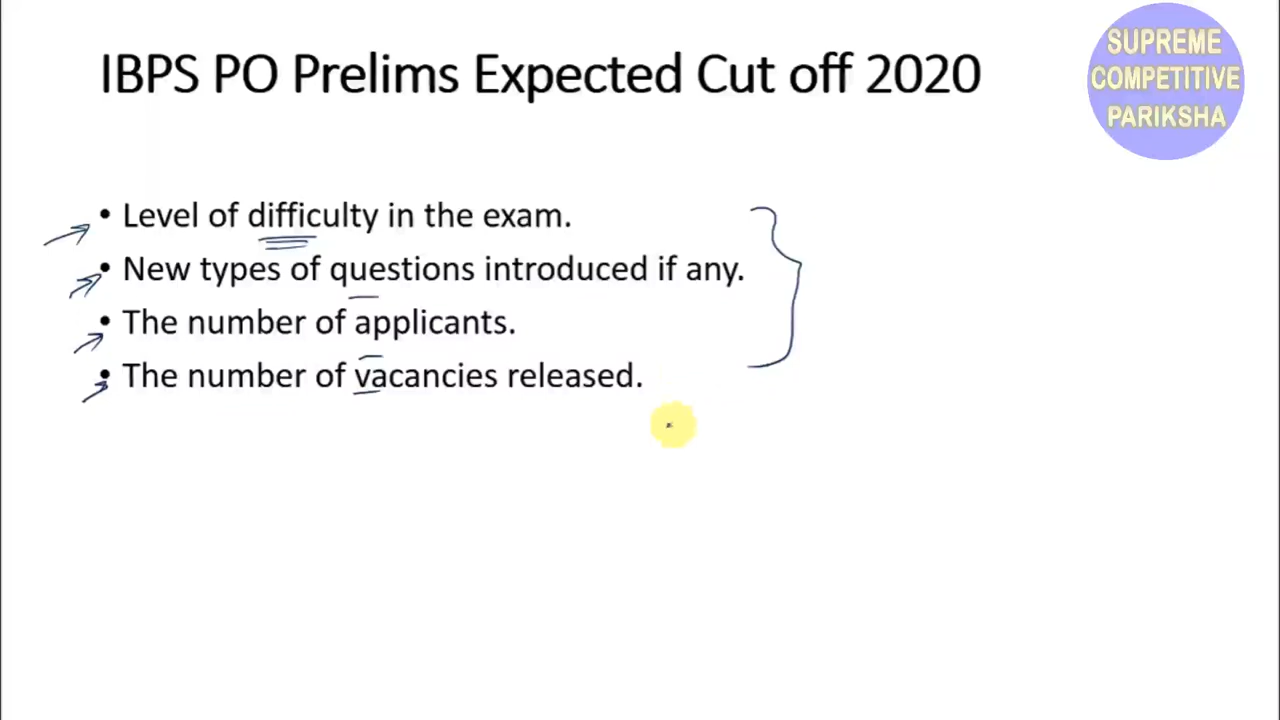 IBPS PO Prelims Expected Cut off 2020
SUPREME
COMPETITIVE
PARIKSHA
• Level of difficulty in the exam.
• New types of questions introduced if any.
• The number of applicants.
• The number of vacancies released.